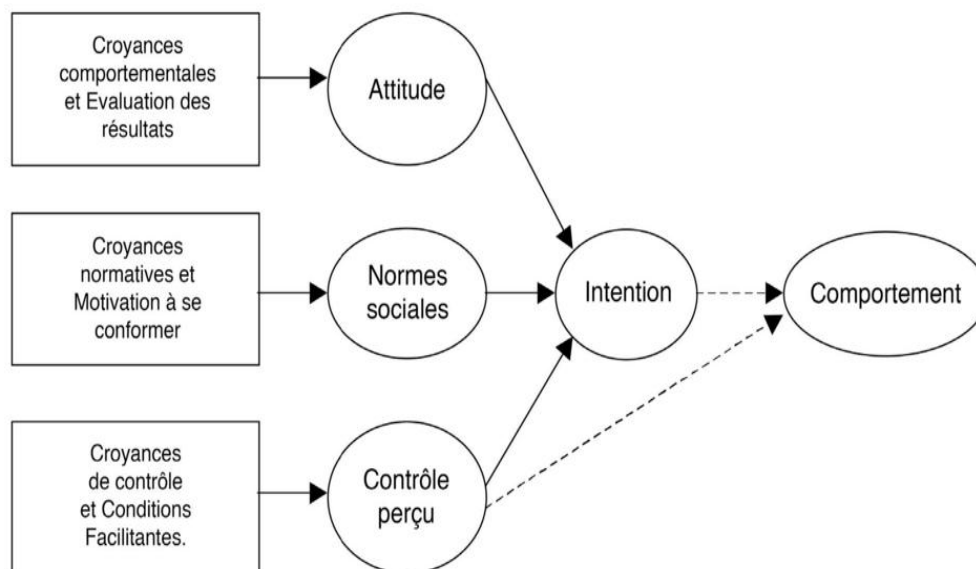 Croyances
comportementales
et Evaluation des
résultats
Attitude
Croyances
normatives et
Motivation à se
conformer
Normes
sociales
Intention
Comportement
Croyances
de contrôle
et Conditions
Facilitantes.
Contrôle
perçu